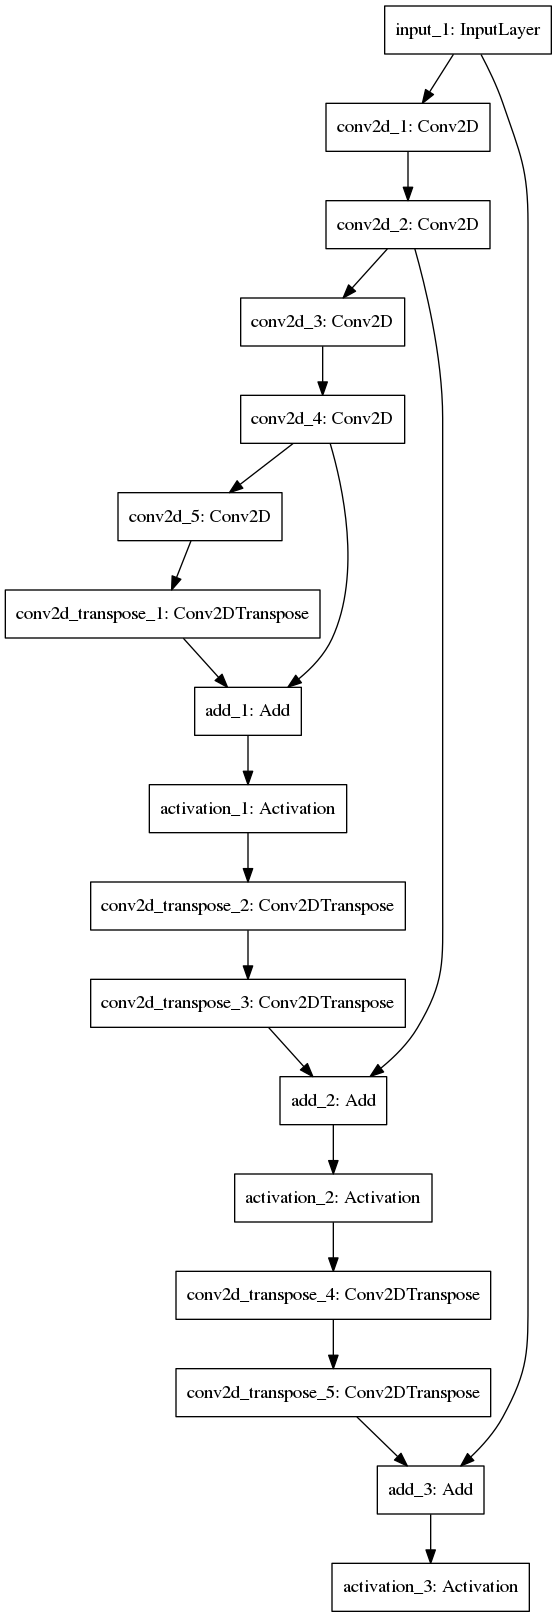 input_1: InputLayer
conv2d_1: Conv2D
conv2d_2: Conv2D
conv2d_3: Conv2D
conv2d_4: Conv2D
conv2d_5: Conv2D
conv2d_transpose_1: Conv2DTranspose
add_1: Add
activation_1: Activation
conv2d_transpose_2: Conv2DTranspose
conv2d_transpose_3: Conv2DTranspose
add_2: Add
activation_2: Activation
conv2d_transpose_4: Conv2DTranspose
conv2d_transpose_5: Conv2DTranspose
add_3: Add
activation_3: Activation